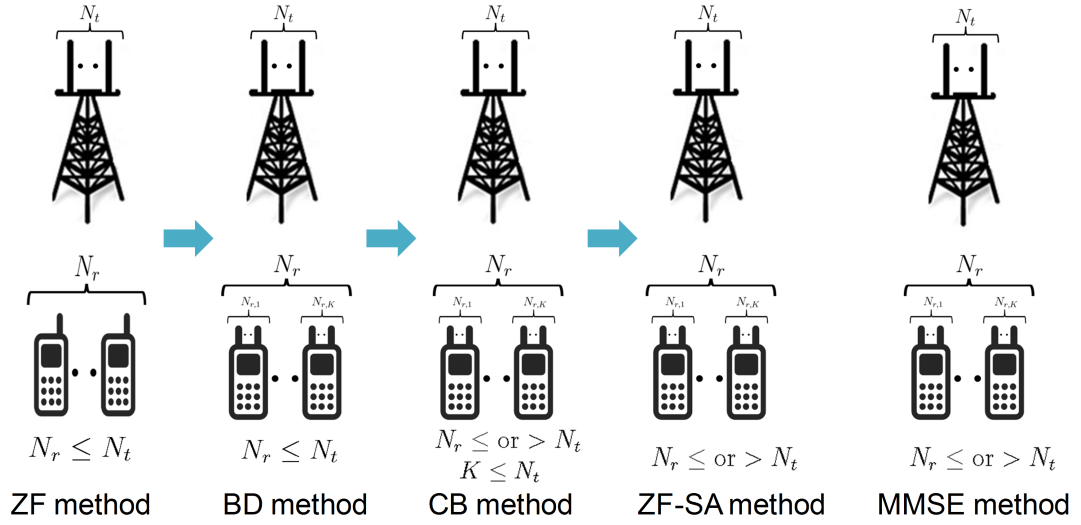 N_t N_t N_t N_t N_t
N_r N_r N_r N_r N_r
N_{r,1} N_{r,K} N_{r,1} N_{r,K} N_{r,1} N_{r,K} N_{r,1} N_{r,K}
N_r ≤ N_t
N_r ≤ N_t
N_r ≤ or > N_t
K ≤ N_t
N_r ≤ or > N_t
N_r ≤ or > N_t
ZF method BD method CB method ZF-SA method MMSE method